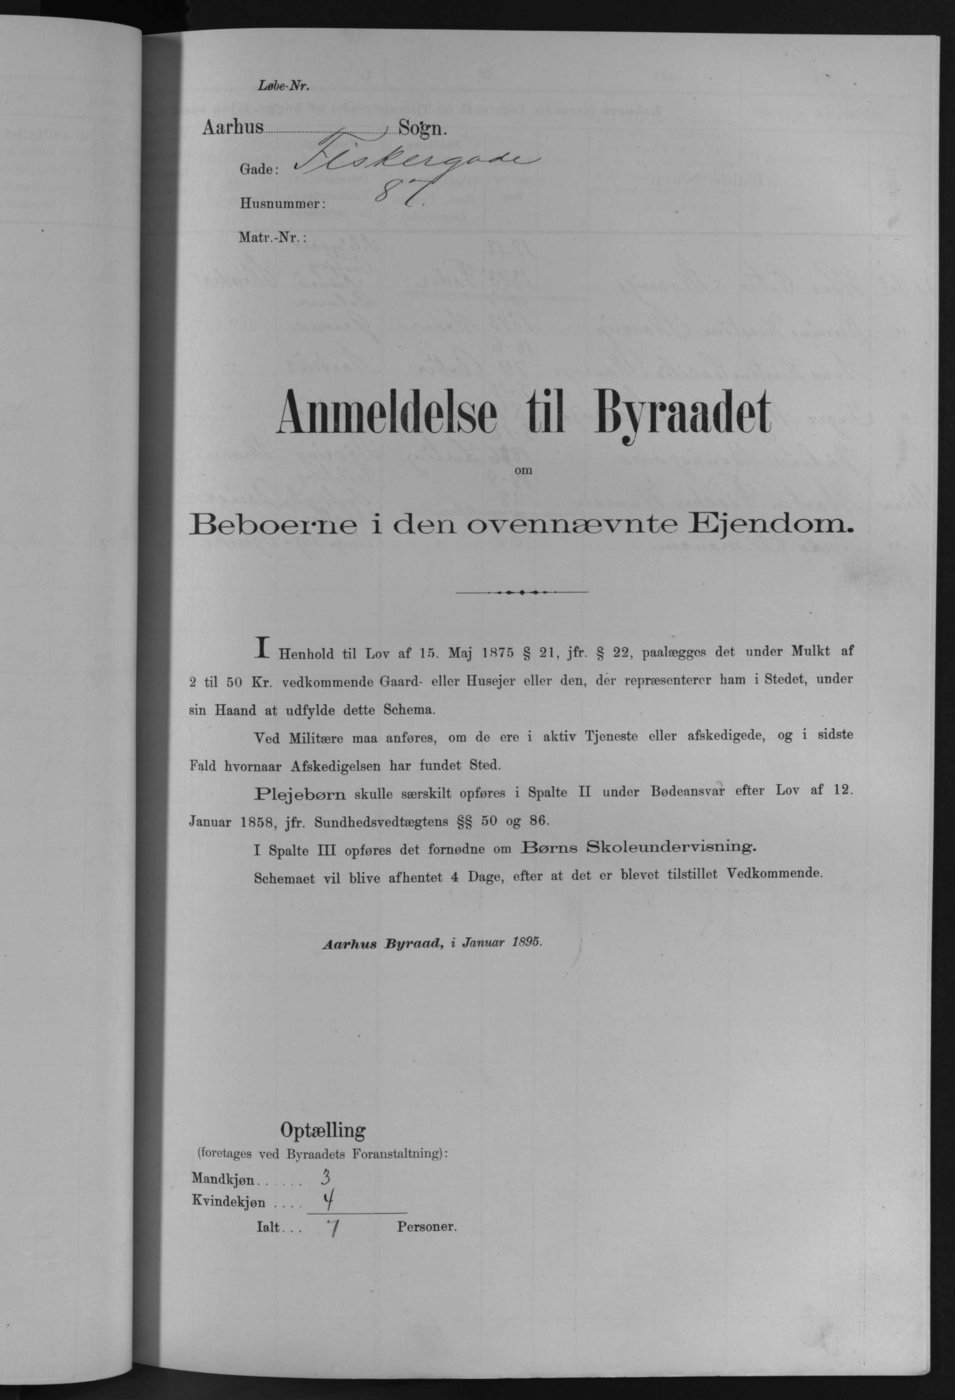 Løbe-Nr.
Aarhus Sogn.
Gade: Fiskergade
Husnummer: 87.
Matr.-Nr.:
Anmeldelse til Byraadet
om
Beboerne i den ovennævnte Ejendom.
I Henhold til Lov af 15. Maj 1875 § 21, jfr. § 22, paalægges det under Mulkt af
2 til 50 Kr. vedkommende Gaard- eller Husejer eller den, der repræsenterer ham i Stedet, under
sin Haand at udfylde dette Schema.
Ved Militære maa anføres, om de ere i aktiv Tjeneste eller afskedigede, og i sidste
Fald hvornaar Afskedigelsen har fundet Sted.
Plejebørn skulle særskilt opføres i Spalte II under Bødeansvar efter Lov af 12.
Januar 1858, jfr. Sundhedsvedtægtens §§ 50 og 86.
I Spalte III opføres det fornødne om Børns Skoleundervisning.
Schemaet vil blive afhentet 4 Dage, efter at det er blevet tilstillet Vedkommende.
Aarhus Byraad, i Januar 1895.
Optælling
(foretages ved Byraadets Foranstaltning):
Mandkjøn...... 3
Kvindekjøn .... 4
Ialt... 7 Personer.